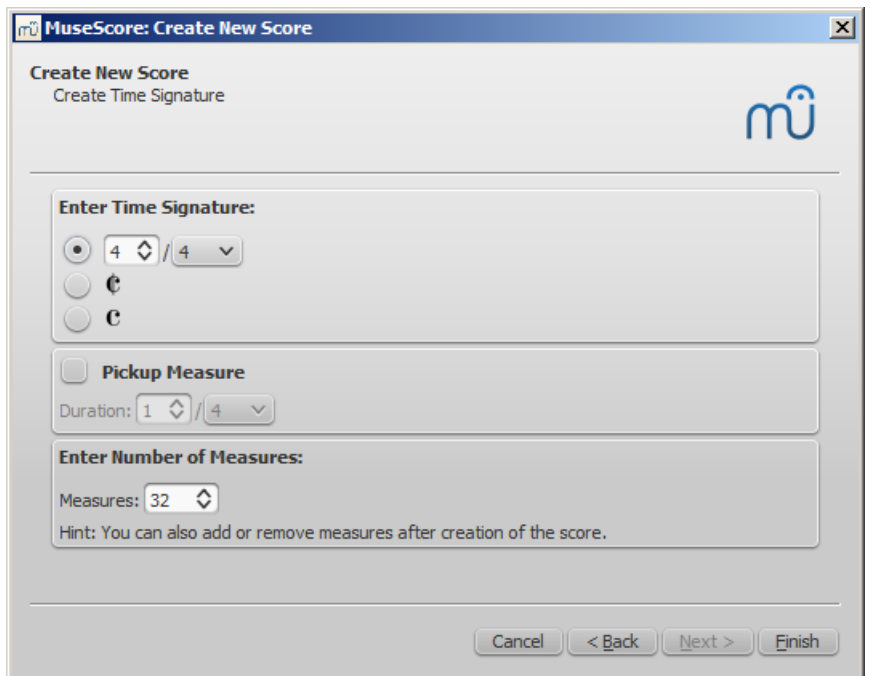 MuseScore: Create New Score
Create New Score
Create Time Signature
Enter Time Signature:
4 / 4
¢
C
Pickup Measure
Duration: 1 / 4
Enter Number of Measures:
Measures: 32
Hint: You can also add or remove measures after creation of the score.
Cancel < Back Next > Finish